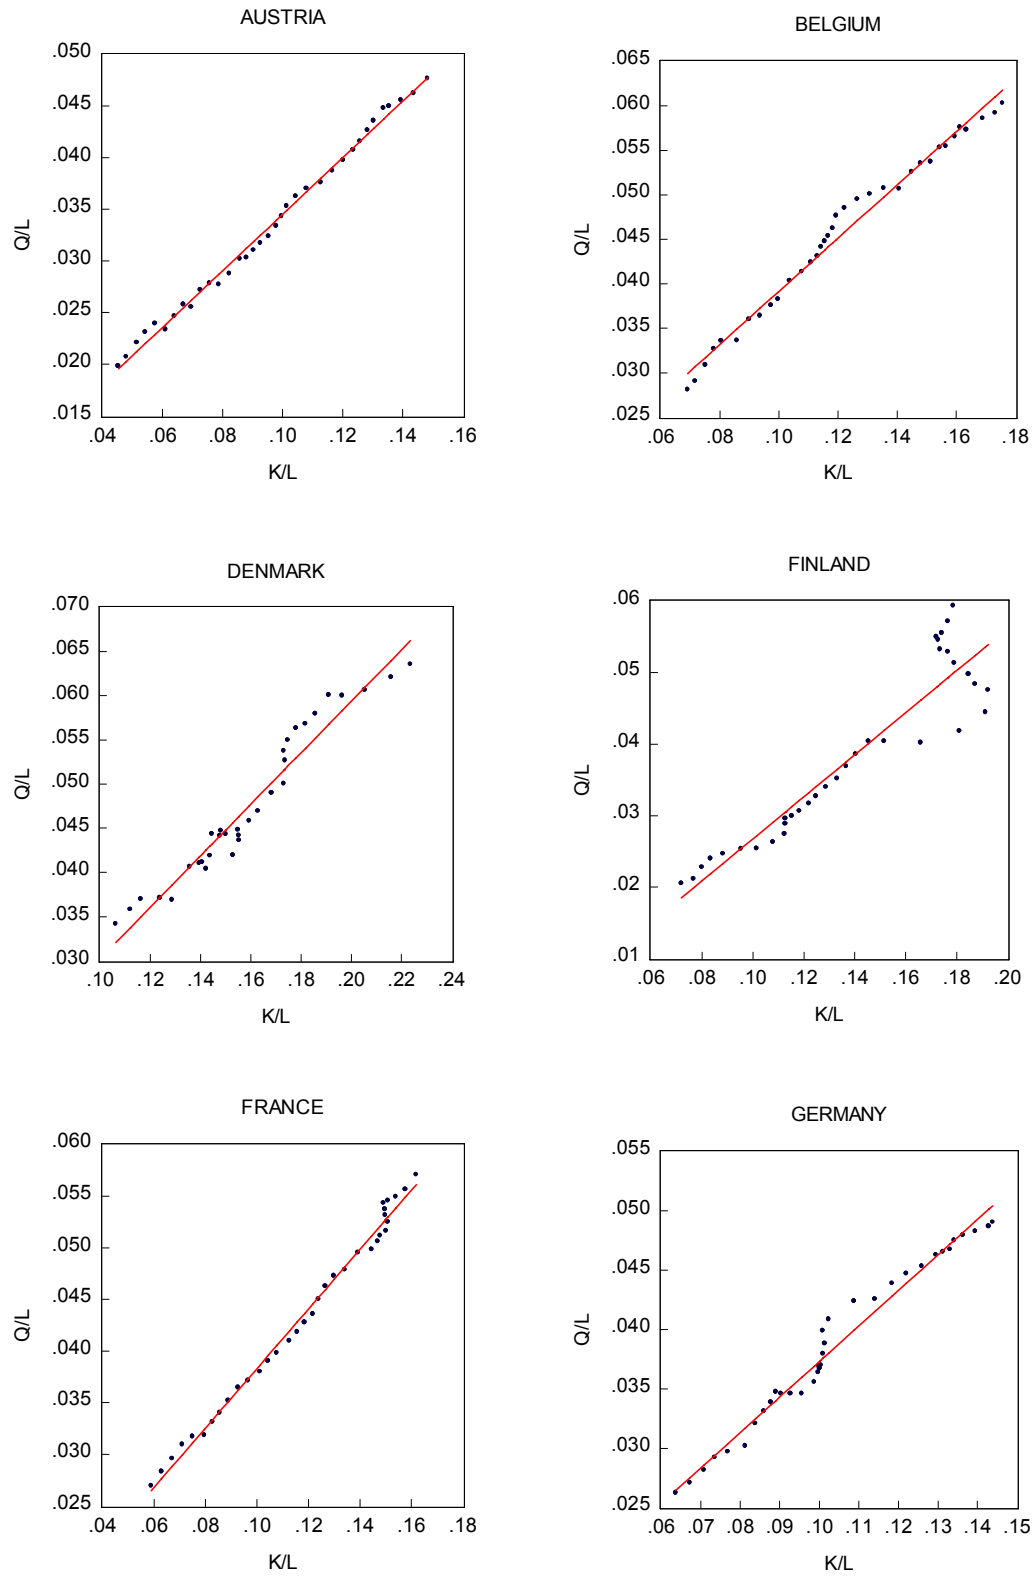 AUSTRIA
.050
.045
.040
.035
.030
.025
.020
.015
Q/L
.04 .06 .08 .10 .12 .14 .16
K/L
BELGIUM
.065
.060
.055
.050
.045
.040
.035
.030
.025
Q/L
.06 .08 .10 .12 .14 .16 .18
K/L
DENMARK
.070
.065
.060
.055
.050
.045
.040
.035
.030
Q/L
.10 .12 .14 .16 .18 .20 .22 .24
K/L
FINLAND
.06
.05
.04
.03
.02
.01
Q/L
.06 .08 .10 .12 .14 .16 .18 .20
K/L
FRANCE
.060
.055
.050
.045
.040
.035
.030
.025
Q/L
.04 .06 .08 .10 .12 .14 .16 .18
K/L
GERMANY
.055
.050
.045
.040
.035
.030
.025
Q/L
.06 .07 .08 .09 .10 .11 .12 .13 .14 .15
K/L